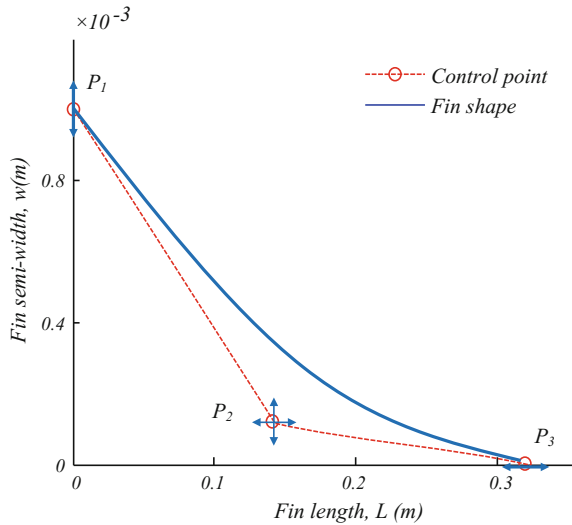 ×10⁻³
P₁
Control point
Fin shape
0.8
Fin semi-width, w(m)
0.4
P₂
P₃
0
0
0.1
0.2
0.3
Fin length, L (m)